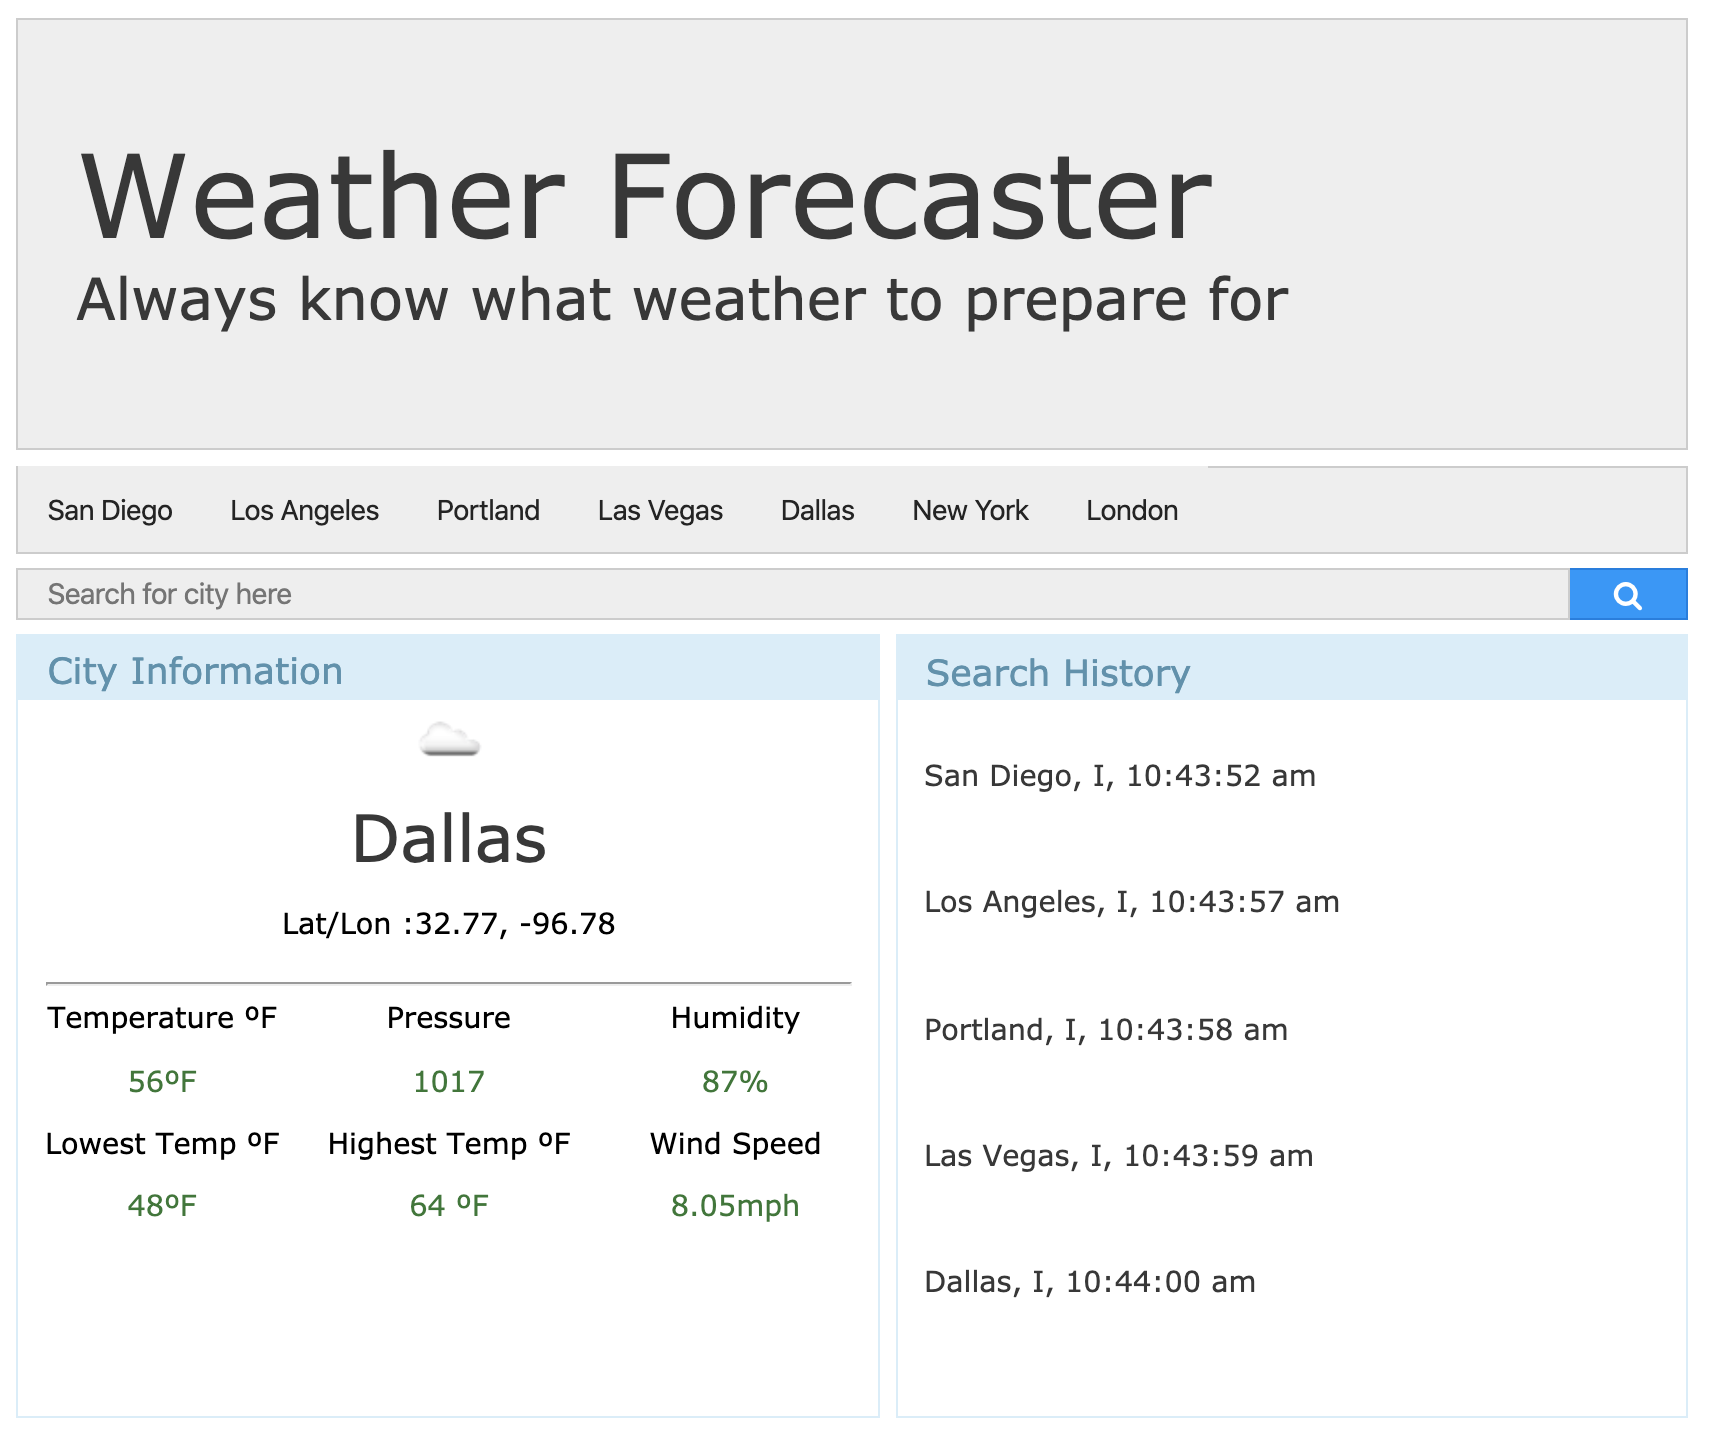 Weather Forecaster
Always know what weather to prepare for
San Diego Los Angeles Portland Las Vegas Dallas New York London
Search for city here
City Information
Dallas
Lat/Lon :32.77, -96.78
Temperature ºF Pressure Humidity
56ºF 1017 87%
Lowest Temp ºF Highest Temp ºF Wind Speed
48ºF 64 ºF 8.05mph
Search History
San Diego, I, 10:43:52 am
Los Angeles, I, 10:43:57 am
Portland, I, 10:43:58 am
Las Vegas, I, 10:43:59 am
Dallas, I, 10:44:00 am